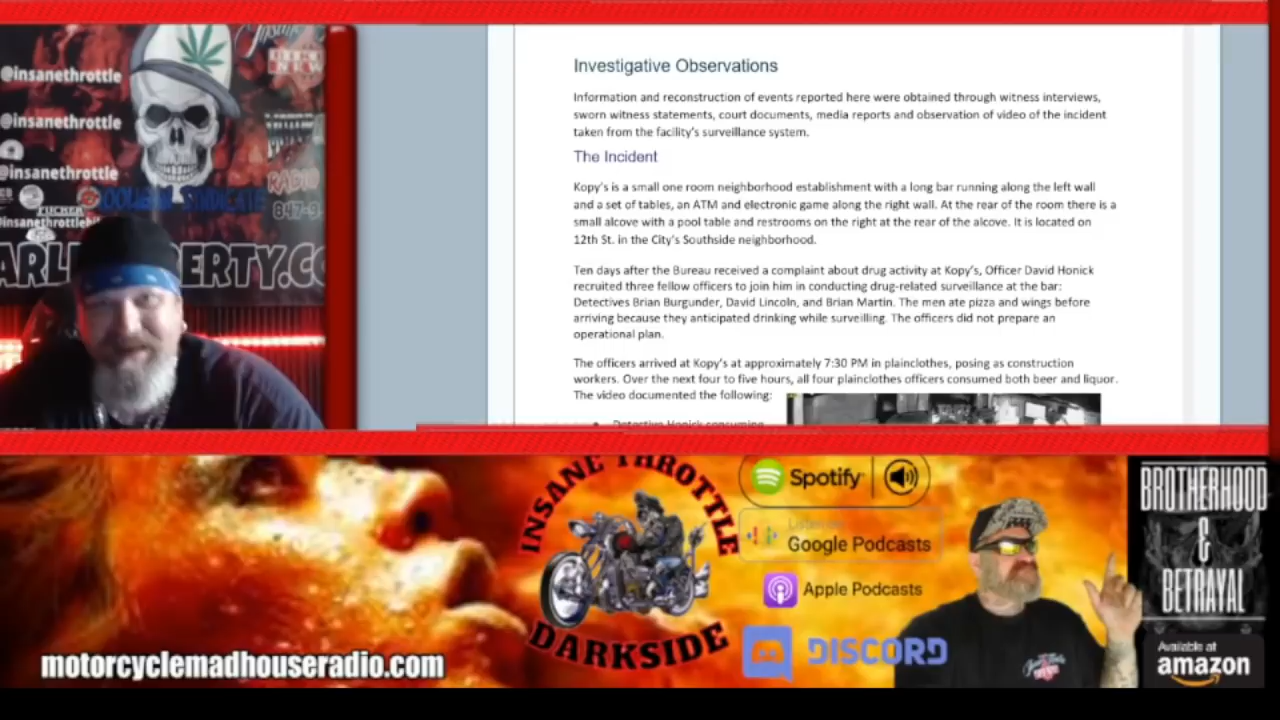 @insanethrottle
@insanethrottle
@insanethrottle
insanethrottlebi
RADIO
847-9
Investigative Observations
Information and reconstruction of events reported here were obtained through witness interviews,
sworn witness statements, court documents, media reports and observation of video of the incident
taken from the facility's surveillance system.
The Incident
Kopy's is a small one room neighborhood establishment with a long bar running along the left wall
and a set of tables, an ATM and electronic game along the right wall. At the rear of the room there is a
small alcove with a pool table and restrooms on the right at the rear of the alcove. It is located on
12th St. in the City's Southside neighborhood.
Ten days after the Bureau received a complaint about drug activity at Kopy's, Officer David Honick
recruited three fellow officers to join him in conducting drug-related surveillance at the bar:
Detectives Brian Burgunder, David Lincoln, and Brian Martin. The men ate pizza and wings before
arriving because they anticipated drinking while surveilling. The officers did not prepare an
operational plan.
The officers arrived at Kopy's at approximately 7:30 PM in plainclothes, posing as construction
workers. Over the next four to five hours, all four plainclothes officers consumed both beer and liquor.
The video documented the following:
Detective Honick consuming
INSANE THROTTLE
DARKSIDE
Spotify
Listen on
Google Podcasts
Apple Podcasts
DISCORD
motorcyclemadhouseradio.com
BROTHERHOOD
&
BETRAYAL
Available at
amazon